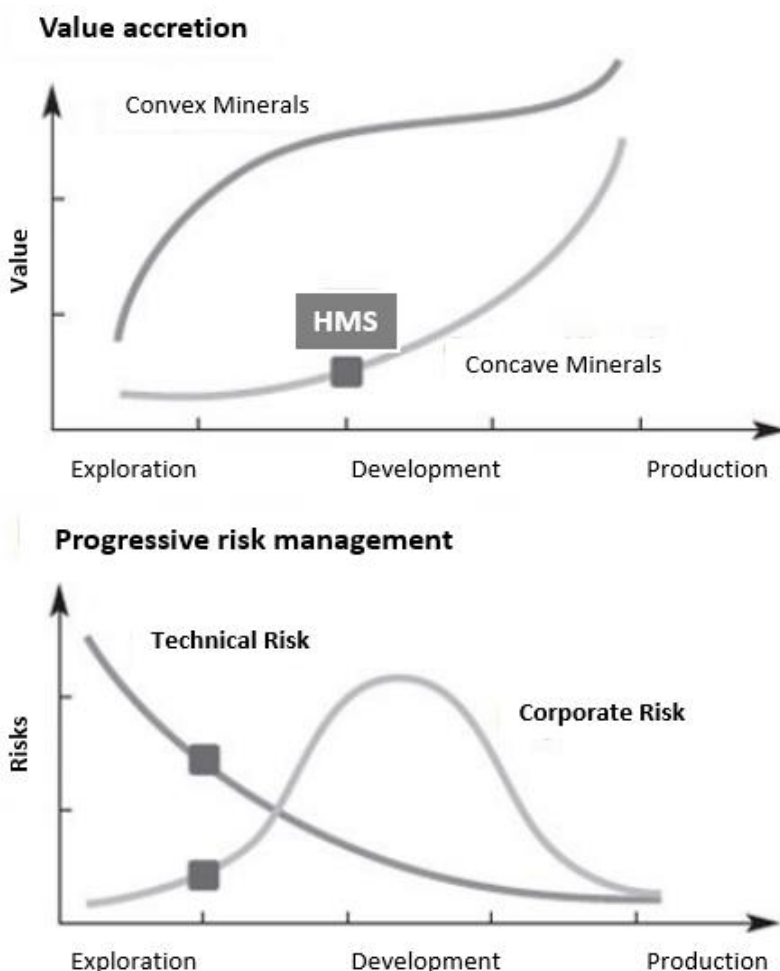 Value accretion
Convex Minerals
Value
HMS
Concave Minerals
Exploration Development Production
Progressive risk management
Technical Risk
Corporate Risk
Risks
Exploration Development Production